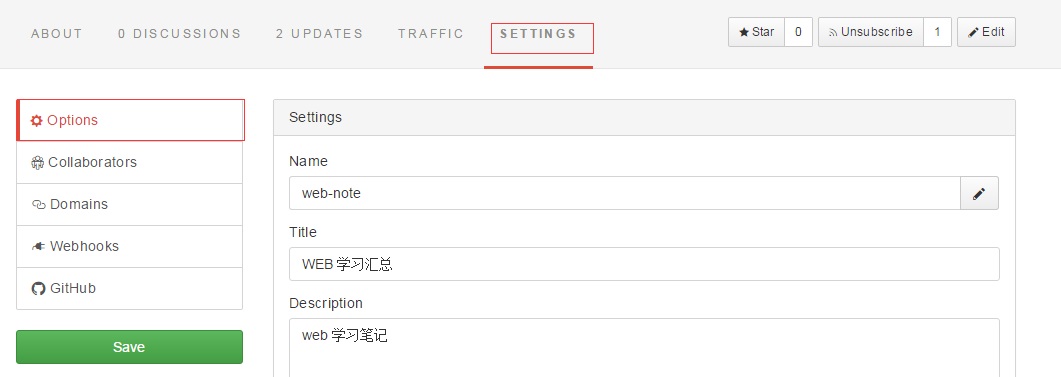 ABOUT 0 DISCUSSIONS 2 UPDATES TRAFFIC SETTINGS Star 0 Unsubscribe 1 Edit
Options
Collaborators
Domains
Webhooks
GitHub
Save
Settings
Name
web-note
Title
WEB 学习汇总
Description
web 学习笔记